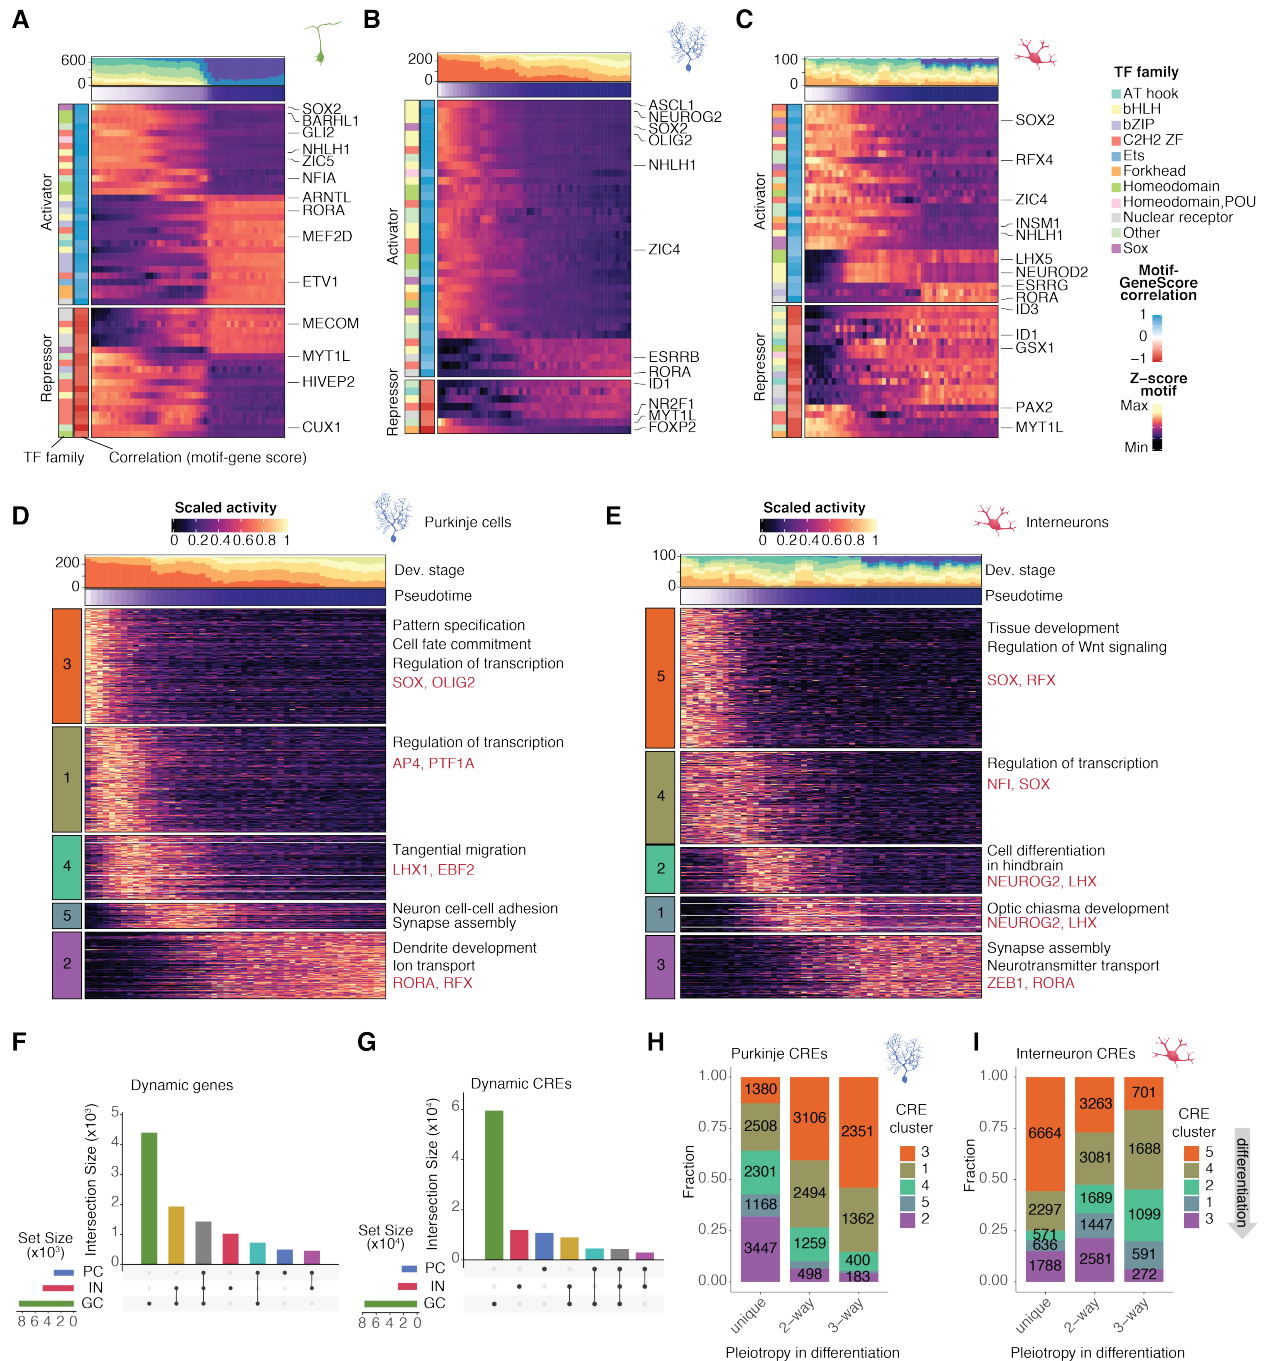 A
600
0
Activator
Repressor
SOX2
BARHL1
GLI2
NHLH1
ZIC5
NFIA
ARNTL
RORA
MEF2D
ETV1
MECOM
MYT1L
HIVEP2
CUX1
TF family
Correlation (motif-gene score)
B
200
0
Activator
Repressor
ASCL1
NEUROG2
SOX2
OLIG2
NHLH1
ZIC4
ESRRB
RORA
ID1
NR2F1
MYT1L
FOXP2
C
100
0
Activator
Repressor
SOX2
RFX4
ZIC4
INSM1
NHLH1
LHX5
NEUROD2
ESRRG
RORA
ID3
ID1
GSX1
PAX2
MYT1L
TF family
AT hook
bHLH
bZIP
C2H2 ZF
Ets
Forkhead
Homeodomain
Homeodomain,POU
Nuclear receptor
Other
Sox
Motif-
GeneScore
correlation
1
0
−1
Z−score
motif
Max
Min
D
Scaled activity
0 0.2 0.4 0.6 0.8 1
Purkinje cells
200
0
Dev. stage
Pseudotime
3
Pattern specification
Cell fate commitment
Regulation of transcription
SOX, OLIG2
1
Regulation of transcription
AP4, PTF1A
4
Tangential migration
LHX1, EBF2
5
Neuron cell-cell adhesion
Synapse assembly
2
Dendrite development
Ion transport
RORA, RFX
E
Scaled activity
0 0.2 0.4 0.6 0.8 1
Interneurons
100
0
Dev. stage
Pseudotime
5
Tissue development
Regulation of Wnt signaling
SOX, RFX
4
Regulation of transcription
NFI, SOX
2
Cell differentiation
in hindbrain
NEUROG2, LHX
1
Optic chiasma development
NEUROG2, LHX
3
Synapse assembly
Neurotransmitter transport
ZEB1, RORA
F
Dynamic genes
Intersection Size (x10³)
5
4
3
2
1
0
Set Size
(x10³)
PC
IN
GC
8 6 4 2 0
G
Dynamic CREs
Intersection Size (x10⁴)
6
4
2
0
Set Size
(x10⁴)
PC
IN
GC
8 6 4 2 0
H
Purkinje CREs
Fraction
1.00
0.75
0.50
0.25
0.00
1380
2508
2301
1168
3447
3106
2494
1259
498
2351
1362
400
183
unique
2−way
3−way
Pleiotropy in differentiation
CRE
cluster
3
1
4
5
2
I
Interneuron CREs
Fraction
1.00
0.75
0.50
0.25
0.00
6664
2297
571
636
1788
3263
3081
1689
1447
2581
701
1688
1099
591
272
unique
2−way
3−way
Pleiotropy in differentiation
CRE
cluster
5
4
2
1
3
differentiation